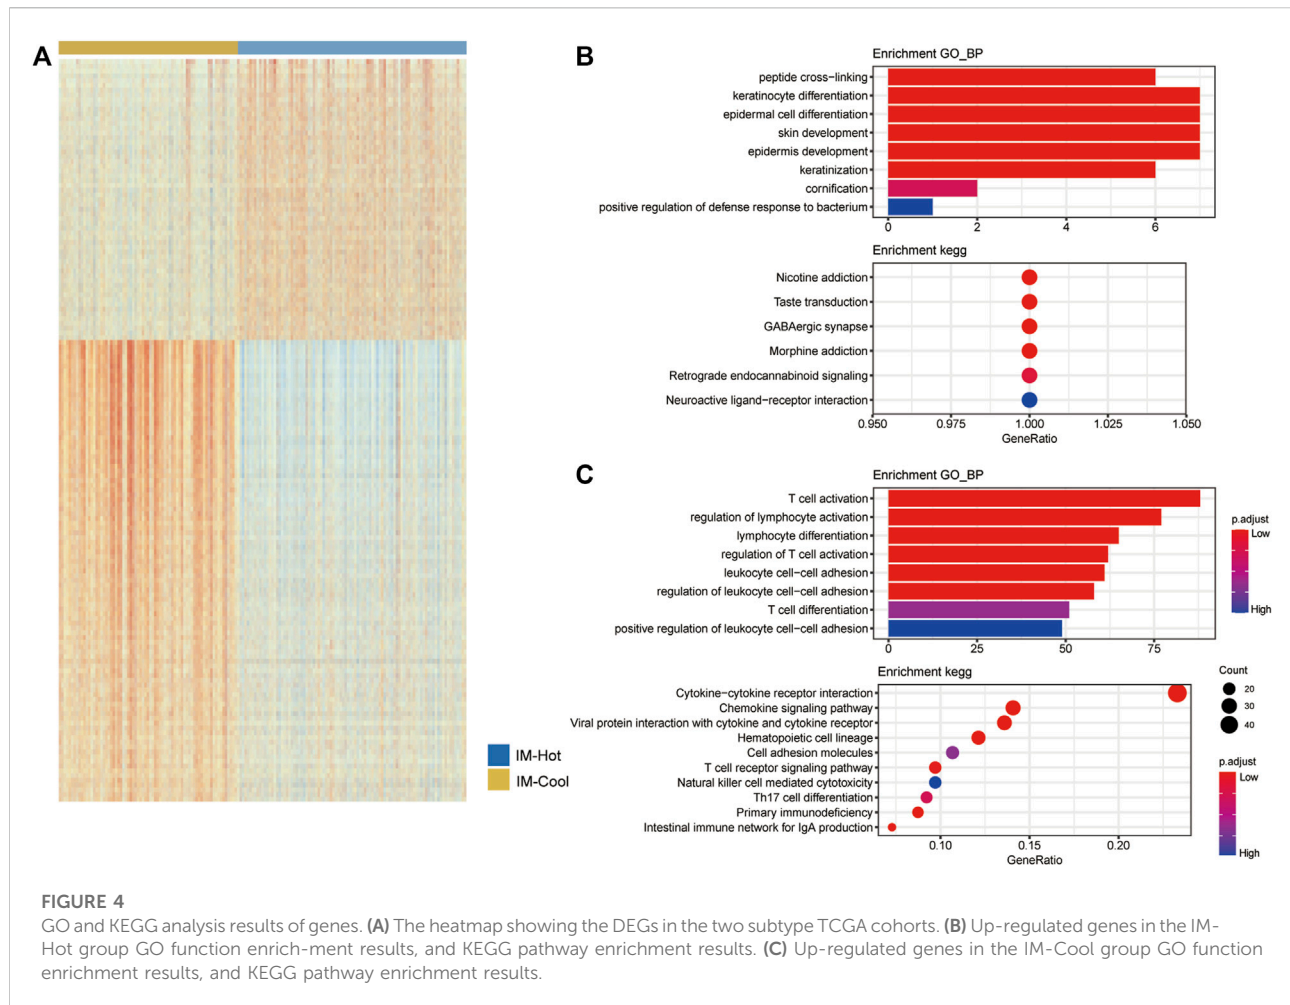 A
IM-Hot
IM-Cool
B
Enrichment GO_BP
peptide cross-linking
keratinocyte differentiation
epidermal cell differentiation
skin development
epidermis development
keratinization
cornification
positive regulation of defense response to bacterium
0 2 4 6
Enrichment kegg
Nicotine addiction
Taste transduction
GABAergic synapse
Morphine addiction
Retrograde endocannabinoid signaling
Neuroactive ligand-receptor interaction
0.950 0.975 1.000 1.025 1.050
GeneRatio
C
Enrichment GO_BP
T cell activation
regulation of lymphocyte activation
lymphocyte differentiation
regulation of T cell activation
leukocyte cell-cell adhesion
regulation of leukocyte cell-cell adhesion
T cell differentiation
positive regulation of leukocyte cell-cell adhesion
0 25 50 75
p.adjust
Low
High
Enrichment kegg
Cytokine-cytokine receptor interaction
Chemokine signaling pathway
Viral protein interaction with cytokine and cytokine receptor
Hematopoietic cell lineage
Cell adhesion molecules
T cell receptor signaling pathway
Natural killer cell mediated cytotoxicity
Th17 cell differentiation
Primary immunodeficiency
Intestinal immune network for IgA production
0.10 0.15 0.20
GeneRatio
Count
20
30
40
p.adjust
Low
High
FIGURE 4
GO and KEGG analysis results of genes. (A) The heatmap showing the DEGs in the two subtype TCGA cohorts. (B) Up-regulated genes in the IM-
Hot group GO function enrich-ment results, and KEGG pathway enrichment results. (C) Up-regulated genes in the IM-Cool group GO function
enrichment results, and KEGG pathway enrichment results.